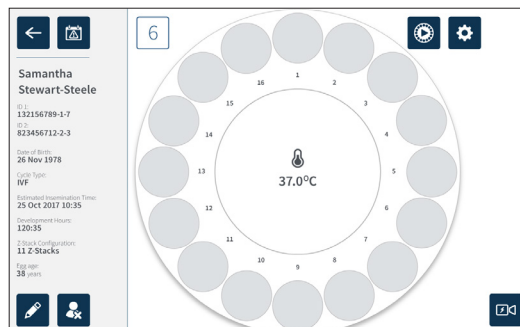 6
Samantha
Stewart-Steele
ID 1:
132156789-1-7
ID 2:
823456712-2-3
Date of Birth:
26 Nov 1978
Cycle Type:
IVF
Estimated Insemination Time:
25 Oct 2017 10:35
Development Hours:
120:35
Z-Stack Configuration:
11 Z-Stacks
Egg age:
38 years
1
2
3
4
5
6
7
8
9
10
11
12
13
14
15
16
37.0°C